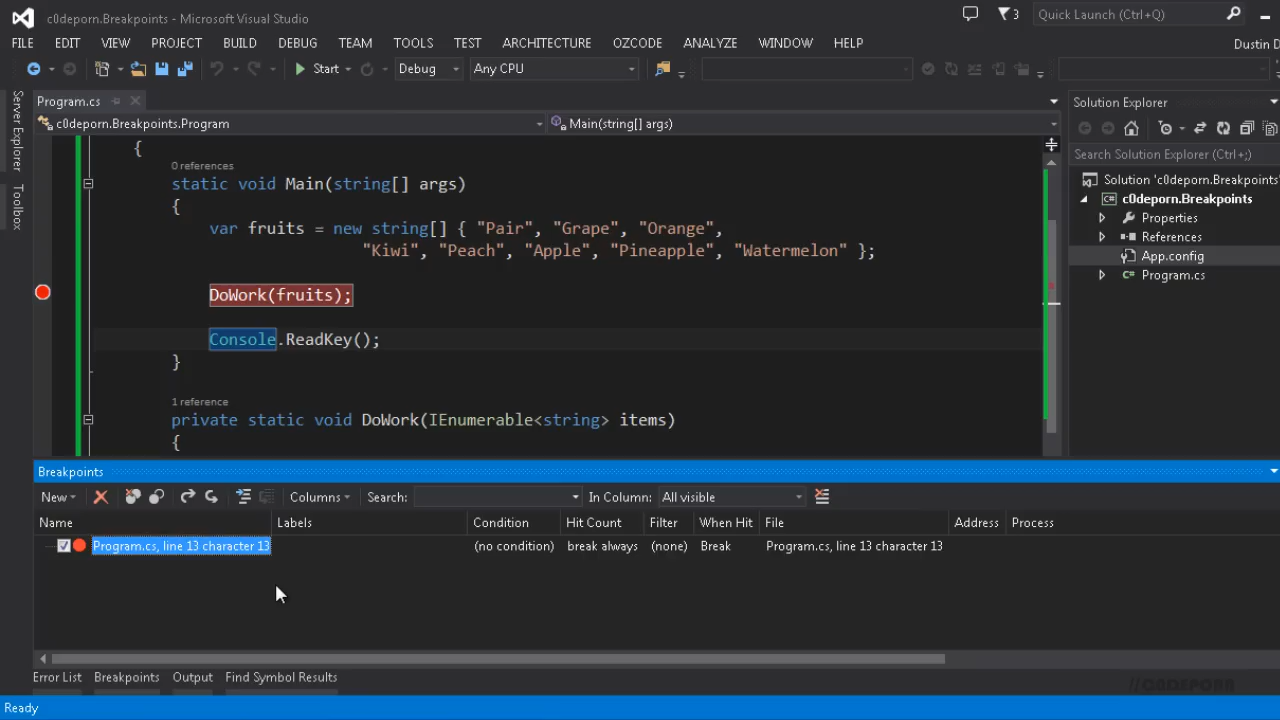 c0deporn.Breakpoints - Microsoft Visual Studio
3
Quick Launch (Ctrl+Q)
FILE EDIT VIEW PROJECT BUILD DEBUG TEAM TOOLS TEST ARCHITECTURE OZCODE ANALYZE WINDOW HELP
Dustin D
Start Debug Any CPU
Server Explorer
Toolbox
Program.cs
c0deporn.Breakpoints.Program
Main(string[] args)
{
0 references
static void Main(string[] args)
{
var fruits = new string[] { "Pair", "Grape", "Orange",
"Kiwi", "Peach", "Apple", "Pineapple", "Watermelon" };
DoWork(fruits);
Console.ReadKey();
}
1 reference
private static void DoWork(IEnumerable<string> items)
{
Solution Explorer
Search Solution Explorer (Ctrl+;)
Solution 'c0deporn.Breakpoints'
c0deporn.Breakpoints
Properties
References
App.config
C# Program.cs
Breakpoints
New Columns Search: In Column: All visible
Name Labels Condition Hit Count Filter When Hit File Address Process
Program.cs, line 13 character 13 (no condition) break always (none) Break Program.cs, line 13 character 13
Error List Breakpoints Output Find Symbol Results
//C0DEPORN
Ready